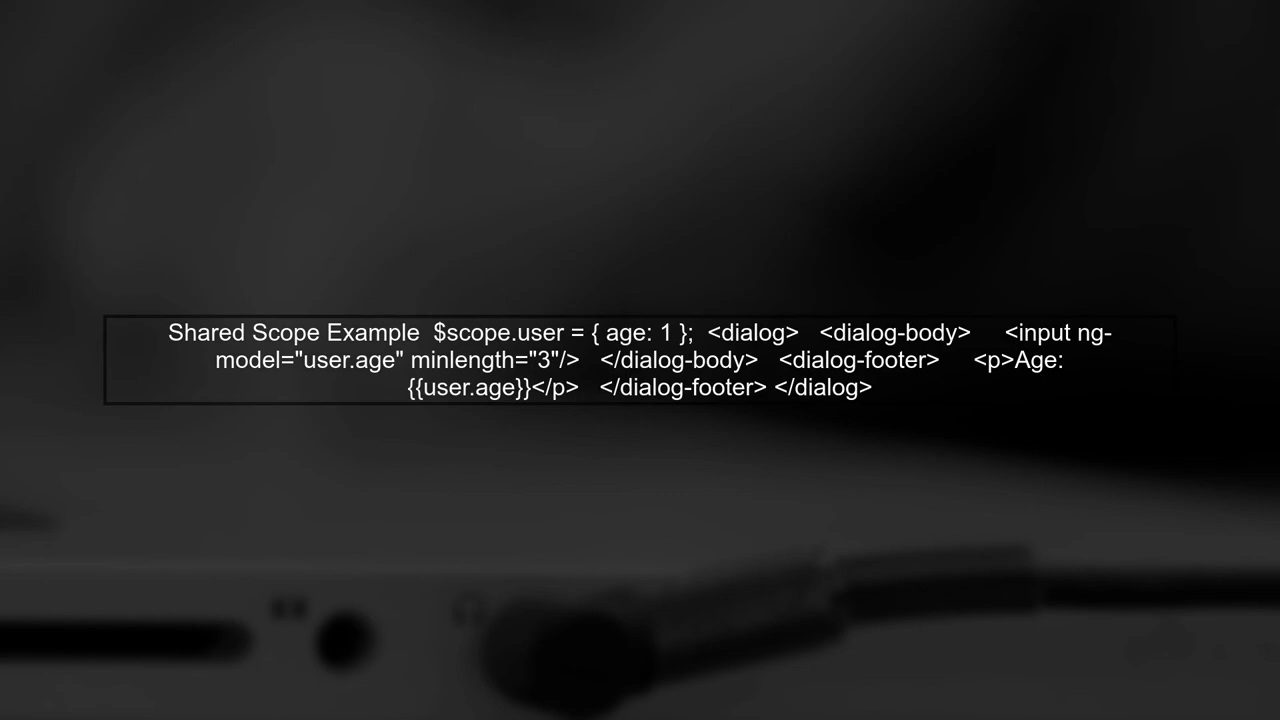 Shared Scope Example  $scope.user = { age: 1 };  <dialog>   <dialog-body>     <input ng-
model="user.age" minlength="3"/>   </dialog-body>   <dialog-footer>     <p>Age:
{{user.age}}</p>   </dialog-footer> </dialog>